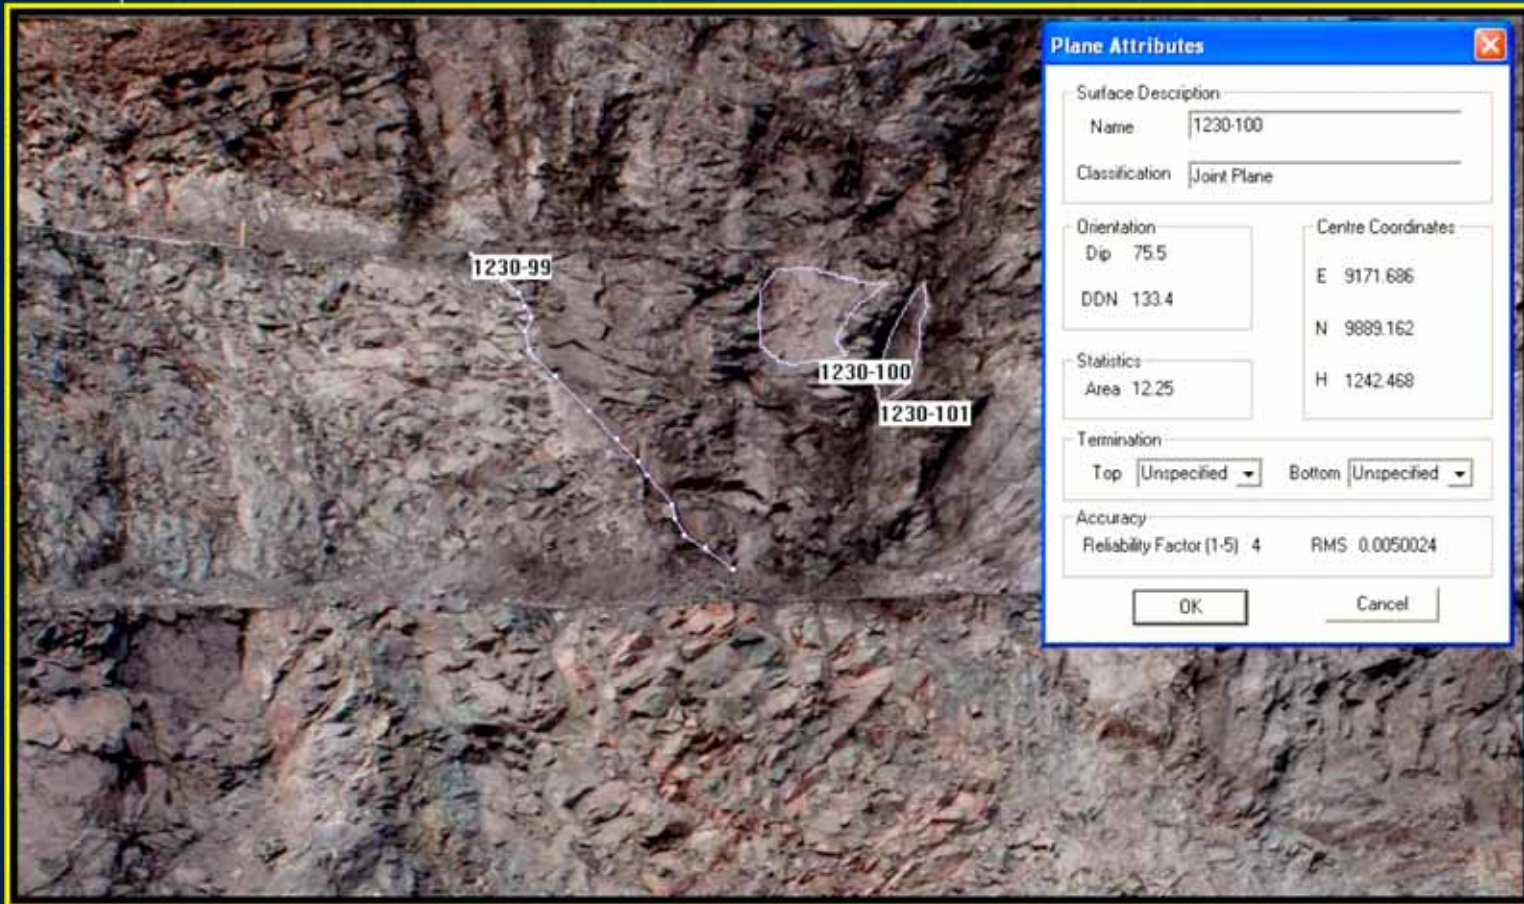 1230-99
1230-100
1230-101
Plane Attributes
Surface Description
Name 1230-100
Classification Joint Plane
Orientation
Dip 75.5
DDN 133.4
Centre Coordinates
E 9171.686
N 9889.162
H 1242.468
Statistics
Area 12.25
Termination
Top Unspecified Bottom Unspecified
Accuracy
Reliability Factor (1-5) 4 RMS 0.0050024
OK Cancel